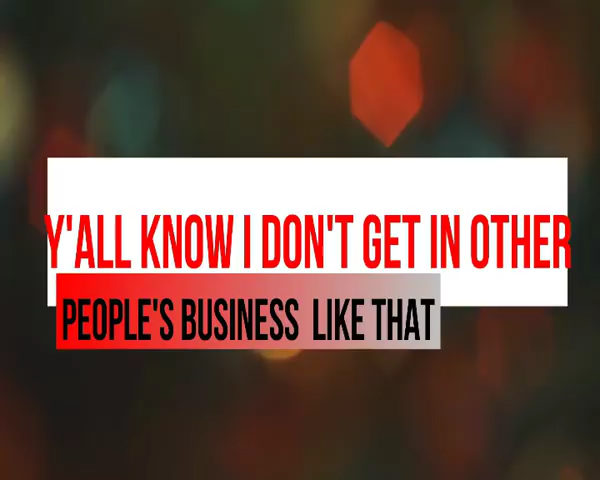 Y'ALL KNOW I DON'T GET IN OTHER
PEOPLE'S BUSINESS LIKE THAT